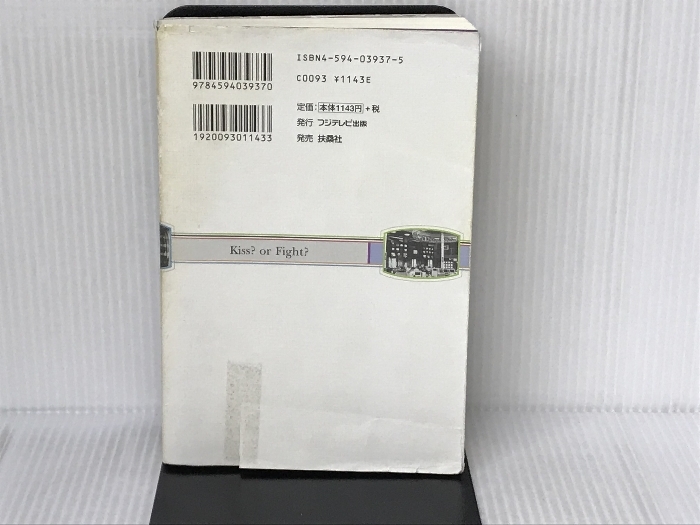 ISBN4-594-03937-5
9784594039370
C0093 ¥1143E
定価:本体1143円+税
発行 フジテレビ出版
1920093011433
発売 扶桑社
Kiss? or Fight?